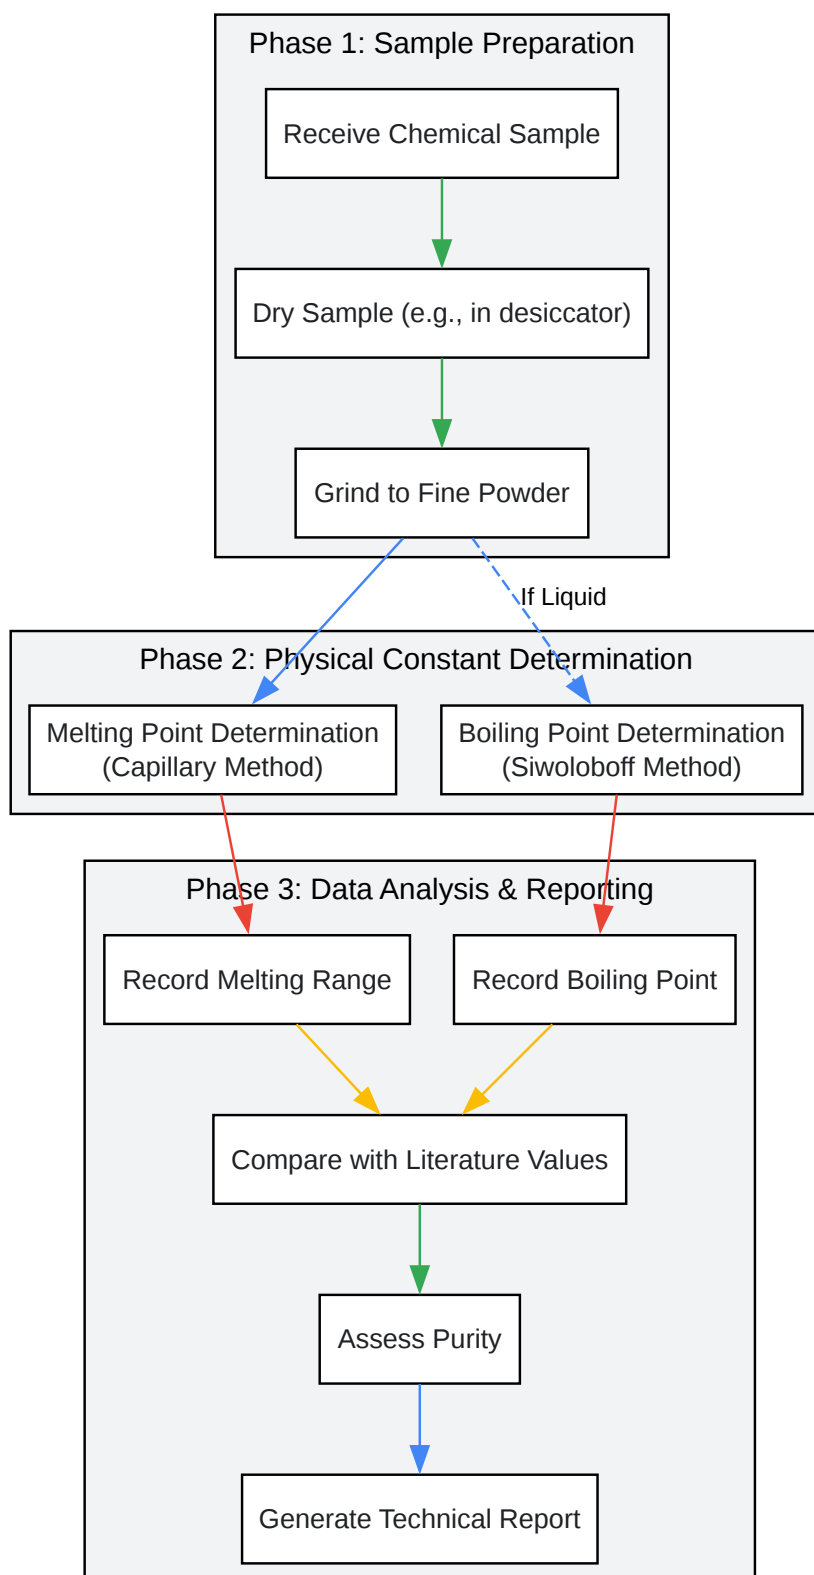 Phase 1: Sample Preparation
Receive Chemical Sample
Dry Sample (e.g., in desiccator)
Grind to Fine Powder
If Liquid
Phase 2: Physical Constant Determination
Melting Point Determination
(Capillary Method)
Boiling Point Determination
(Siwoloboff Method)
Phase 3: Data Analysis & Reporting
Record Melting Range
Record Boiling Point
Compare with Literature Values
Assess Purity
Generate Technical Report